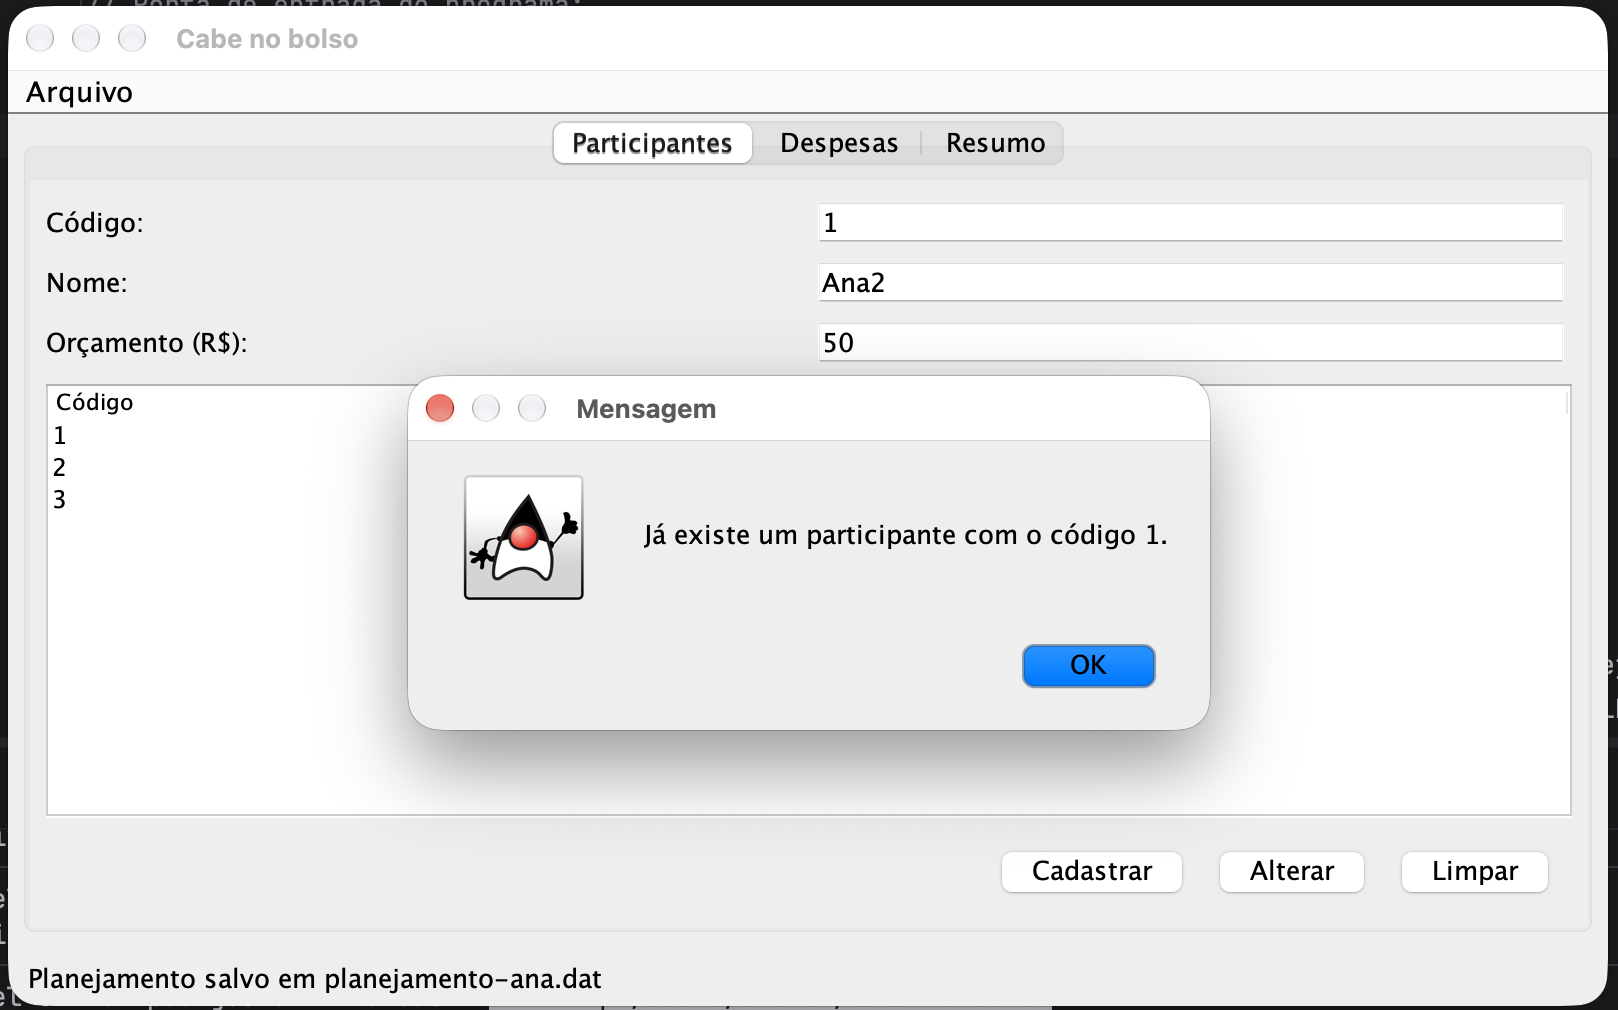 Cabe no bolso
Arquivo
Participantes Despesas Resumo
Código: 1
Nome: Ana2
Orçamento (R$): 50
Código
1
2
3
Mensagem
Já existe um participante com o código 1.
OK
Cadastrar Alterar Limpar
Planejamento salvo em planejamento-ana.dat